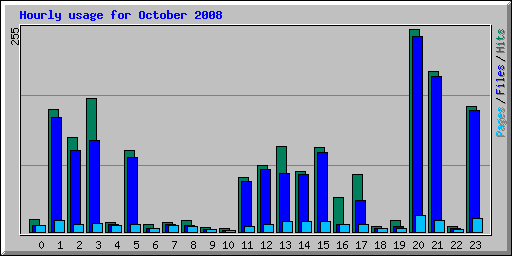 Hourly usage for October 2008
255
Pages/Files/Hits
0 1 2 3 4 5 6 7 8 9 10 11 12 13 14 15 16 17 18 19 20 21 22 23